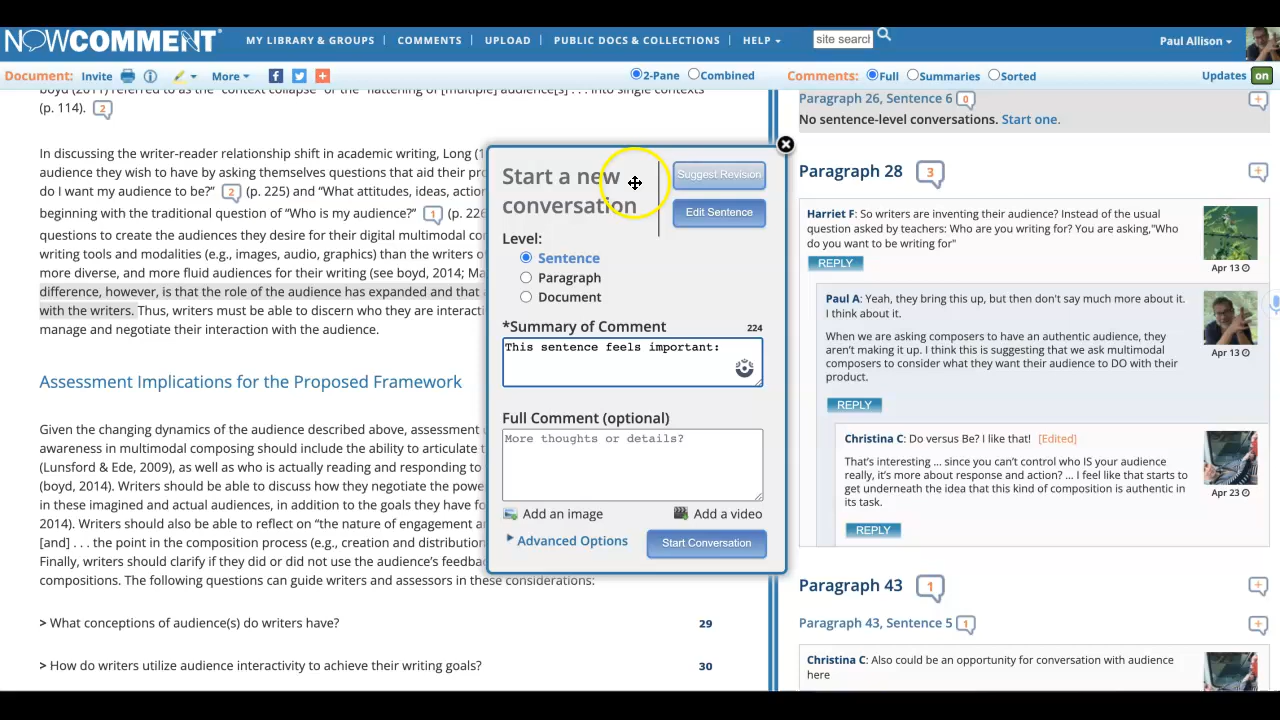 NOWCOMMENT
MY LIBRARY & GROUPS | COMMENTS | UPLOAD | PUBLIC DOCS & COLLECTIONS | HELP
site search
Paul Allison
Document: Invite More
2-Pane Combined
Comments: Full Summaries Sorted
Updates on
boyd (2011) referred to as the "context collapse" or the "flattening of [multiple] audience[s] . . . into single contexts
(p. 114). 2
In discussing the writer-reader relationship shift in academic writing, Long (1
audience they wish to have by asking themselves questions that aid their pro
do I want my audience to be?" 2 (p. 225) and "What attitudes, ideas, action
beginning with the traditional question of "Who is my audience?" 1 (p. 226
questions to create the audiences they desire for their digital multimodal co
writing tools and modalities (e.g., images, audio, graphics) than the writers o
more diverse, and more fluid audiences for their writing (see boyd, 2014; Ma
difference, however, is that the role of the audience has expanded and that a
with the writers. Thus, writers must be able to discern who they are interacti
manage and negotiate their interaction with the audience.
Assessment Implications for the Proposed Framework
Given the changing dynamics of the audience described above, assessment
awareness in multimodal composing should include the ability to articulate t
(Lunsford & Ede, 2009), as well as who is actually reading and responding to
(boyd, 2014). Writers should be able to discuss how they negotiate the powe
in these imagined and actual audiences, in addition to the goals they have fo
2014). Writers should also be able to reflect on "the nature of engagement a
[and] . . . the point in the composition process (e.g., creation and distribution
Finally, writers should clarify if they did or did not use the audience's feedba
compositions. The following questions can guide writers and assessors in these considerations:
> What conceptions of audience(s) do writers have? 29
> How do writers utilize audience interactivity to achieve their writing goals? 30
Start a new
conversation
Suggest Revision
Edit Sentence
Level:
Sentence
Paragraph
Document
*Summary of Comment 224
This sentence feels important:
Full Comment (optional)
More thoughts or details?
Add an image Add a video
Advanced Options
Start Conversation
Paragraph 26, Sentence 6 0
No sentence-level conversations. Start one.
Paragraph 28 3
Harriet F: So writers are inventing their audience? Instead of the usual
question asked by teachers: Who are you writing for? You are asking,"Who
do you want to be writing for"
REPLY
Apr 13
Paul A: Yeah, they bring this up, but then don't say much more about it.
I think about it.
When we are asking composers to have an authentic audience, they
aren't making it up. I think this is suggesting that we ask multimodal
composers to consider what they want their audience to DO with their
product.
Apr 13
REPLY
Christina C: Do versus Be? I like that! [Edited]
That's interesting ... since you can't control who IS your audience
really, it's more about response and action? ... I feel like that starts to
get underneath the idea that this kind of composition is authentic in
its task.
Apr 23
REPLY
Paragraph 43 1
Paragraph 43, Sentence 5 1
Christina C: Also could be an opportunity for conversation with audience
here